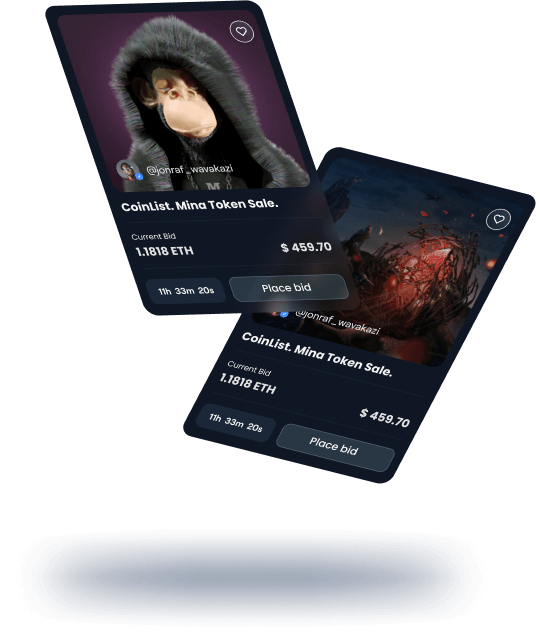 @jonraf_wavakazi
CoinList. Mina Token Sale.
Current Bid
1.1818 ETH
$ 459.70
11h 33m 20s
Place bid
@jonraf_wavakazi
CoinList. Mina Token Sale.
Current Bid
1.1818 ETH
$ 459.70
11h 33m 20s
Place bid